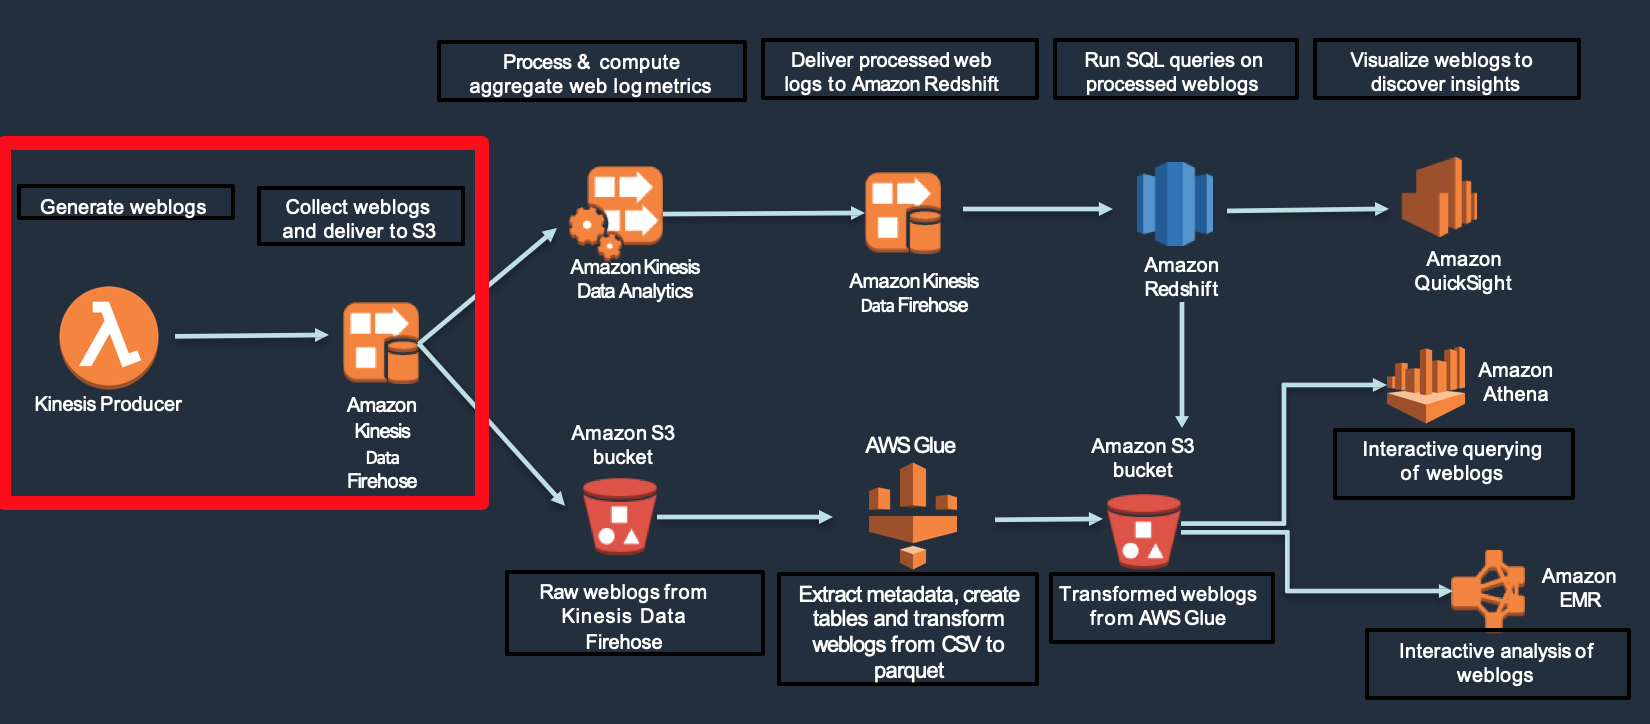 Process & compute
aggregate web log metrics
Deliver processed web
logs to Amazon Redshift
Run SQL queries on
processed weblogs
Visualize weblogs to
discover insights
Generate weblogs
Collect weblogs
and deliver to S3
Kinesis Producer
Amazon
Kinesis
Data
Firehose
Amazon Kinesis
Data Analytics
Amazon Kinesis
Data Firehose
Amazon
Redshift
Amazon
QuickSight
Amazon S3
bucket
Raw weblogs from
Kinesis Data
Firehose
AWS Glue
Extract metadata, create
tables and transform
weblogs from CSV to
parquet
Amazon S3
bucket
Transformed weblogs
from AWS Glue
Amazon
Athena
Interactive querying
of weblogs
Amazon
EMR
Interactive analysis of
weblogs